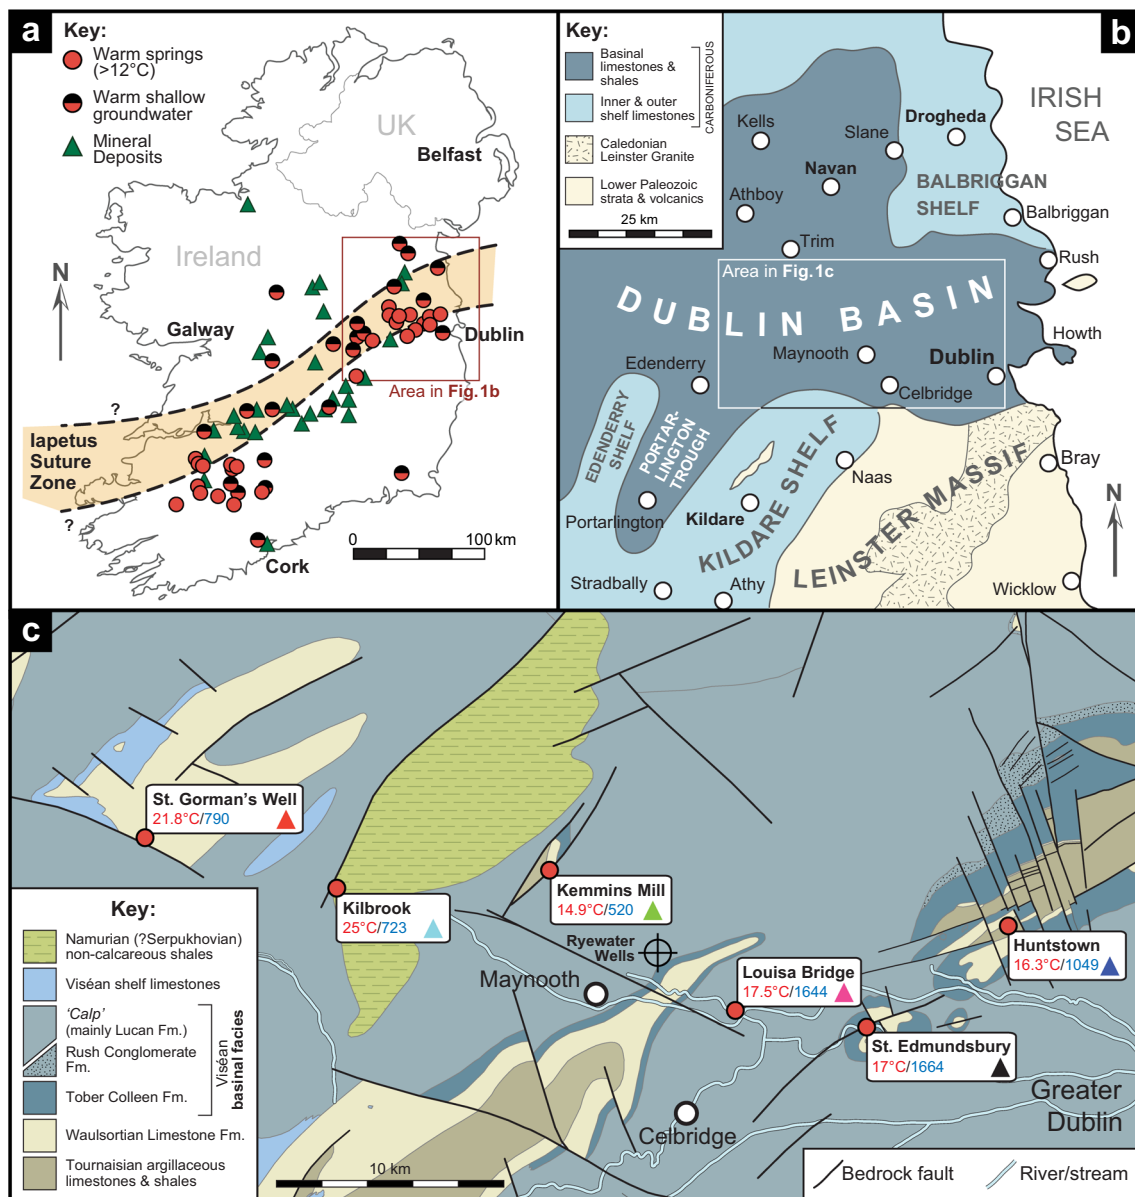 a
Key:
Warm springs
(>12°C)
Warm shallow
groundwater
Mineral
Deposits
UK
Belfast
Ireland
N
Galway
Dublin
Area in Fig.1b
?
Iapetus
Suture
Zone
?
0 100 km
Cork
b
Key:
Basinal
limestones &
shales
Inner & outer
shelf limestones
CARBONIFEROUS
Caledonian
Leinster Granite
Lower Paleozoic
strata & volcanics
25 km
IRISH
SEA
Drogheda
Kells
Slane
Navan
BALBRIGGAN
SHELF
Athboy
Balbriggan
Trim
Rush
Area in Fig.1c
DUBLIN BASIN
Howth
Maynooth
Dublin
Edenderry
Celbridge
EDENDERRY
SHELF
PORTAR-
LINGTON
TROUGH
KILDARE SHELF
Naas
Bray
LEINSTER MASSIF
Portarlington
Kildare
N
Stradbally
Athy
Wicklow
c
St. Gorman's Well
21.8°C/790
Kilbrook
25°C/723
Kemmins Mill
14.9°C/520
Ryewater
Wells
Maynooth
Louisa Bridge
17.5°C/1644
Huntstown
16.3°C/1049
St. Edmundsbury
17°C/1664
Greater
Dublin
Celbridge
10 km
Key:
Namurian (?Serpukhovian)
non-calcareous shales
Viséan shelf limestones
'Calp'
(mainly Lucan Fm.)
Rush Conglomerate
Fm.
Tober Colleen Fm.
Viséan
basinal facies
Waulsortian Limestone Fm.
Tournaisian argillaceous
limestones & shales
Bedrock fault
River/stream